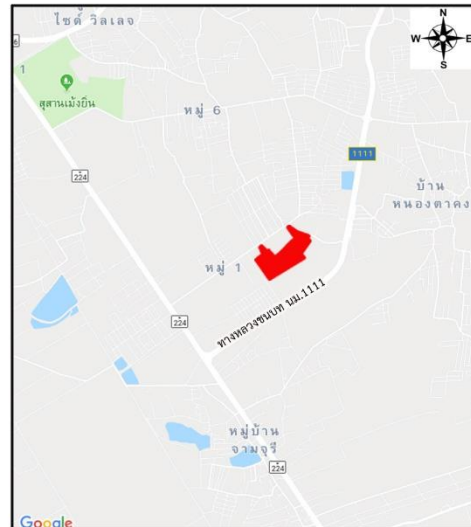 ไซต์ วิลเลจ
N
W E
S
6
1
สุสานเม้งยิ่น
หมู่ 6
1111
224
บ้าน
หนองตาคง
หมู่ 1
ทางหลวงชนบท นม.1111
224
หมู่บ้าน
จามจุรี
224
Google